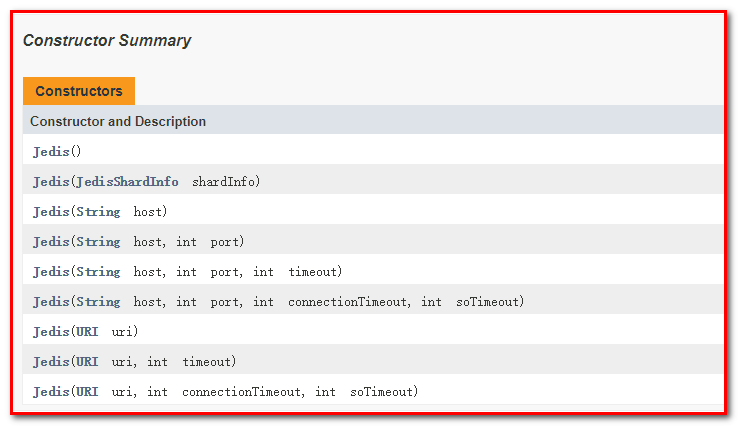 Constructor Summary
Constructors
Constructor and Description
Jedis()
Jedis(JedisShardInfo shardInfo)
Jedis(String host)
Jedis(String host, int port)
Jedis(String host, int port, int timeout)
Jedis(String host, int port, int connectionTimeout, int soTimeout)
Jedis(URI uri)
Jedis(URI uri, int timeout)
Jedis(URI uri, int connectionTimeout, int soTimeout)